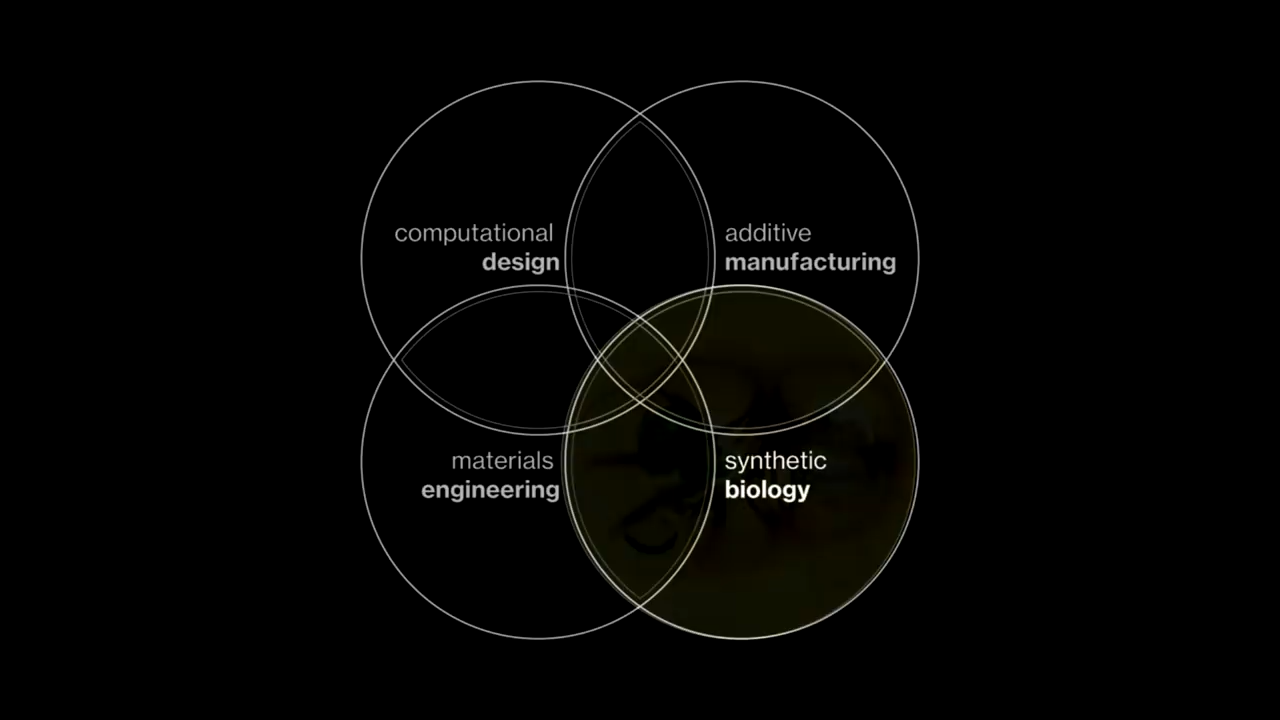 computational
design
additive
manufacturing
materials
engineering
synthetic
biology